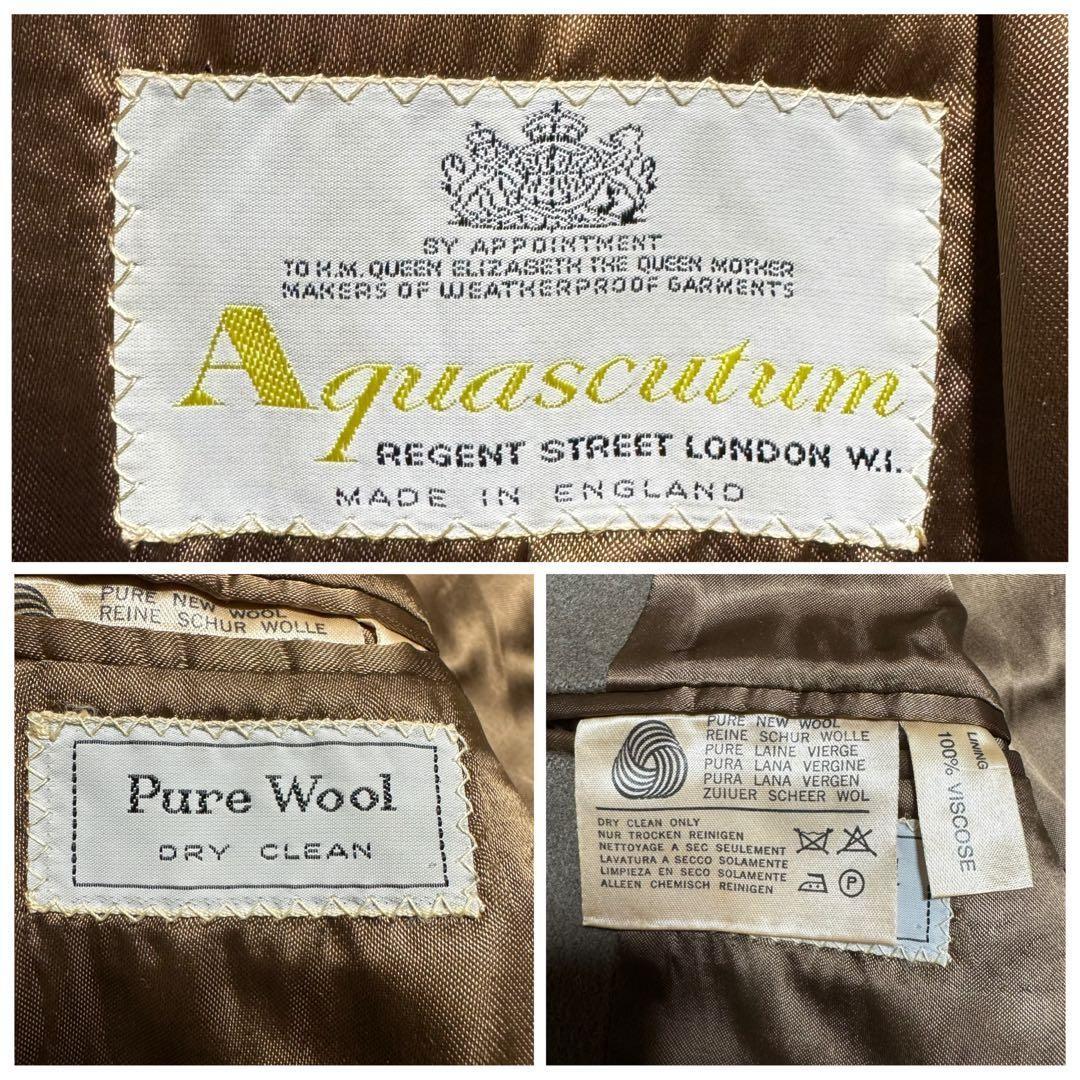 BY APPOINTMENT
TO H.M. QUEEN ELIZABETH THE QUEEN MOTHER
MAKERS OF WEATHERPROOF GARMENTS
Aquascutum
REGENT STREET LONDON W.1.
MADE IN ENGLAND
PURE NEW WOOL
REINE SCHUR WOLLE
Pure Wool
DRY CLEAN
PURE NEW WOOL
REINE SCHUR WOLLE
PURE LAINE VIERGE
PURA LANA VERGINE
PURA LANA VERGEN
ZUIUER SCHEER WOL
DRY CLEAN ONLY
NUR TROCKEN REINIGEN
NETTOYAGE A SEC SEULEMENT
LAVATURA A SECCO SOLAMENTE
LIMPIEZA EN SECO SOLAMENTE
ALLEEN CHEMISCH REINIGEN
P
LINING
100% VISCOSE